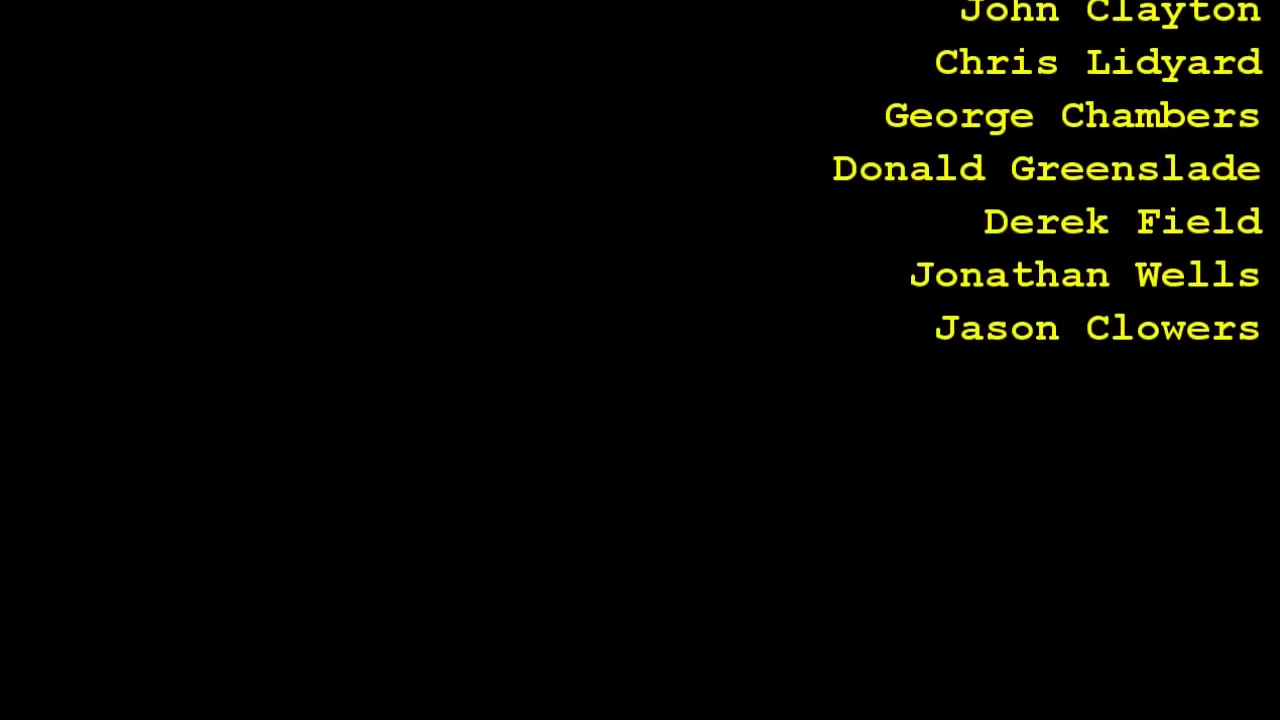 John Clayton
Chris Lidyard
George Chambers
Donald Greenslade
Derek Field
Jonathan Wells
Jason Clowers